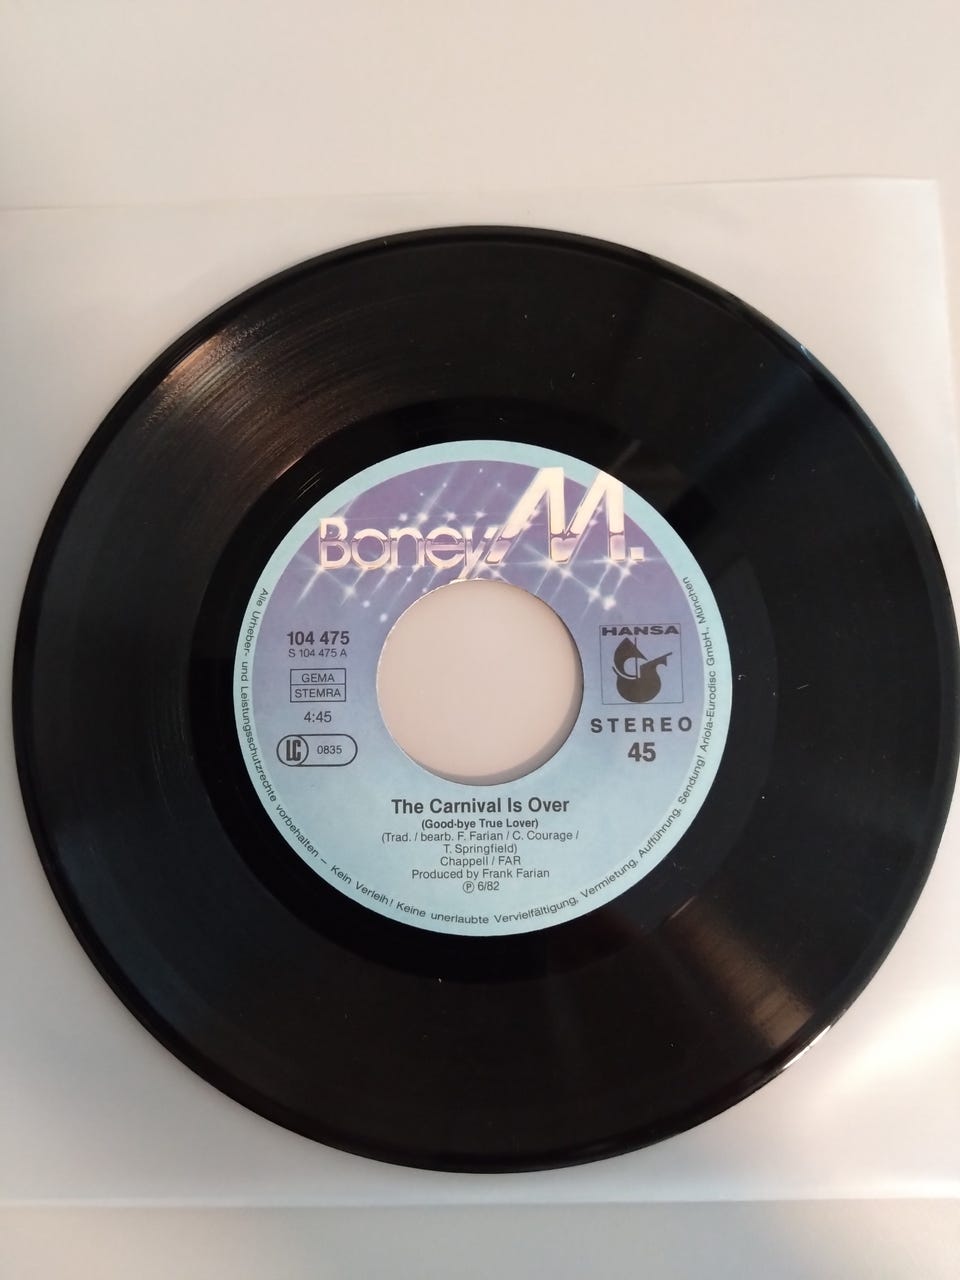 Boney M.
104 475
S 104 475 A
GEMA
STEMRA
4:45
LC 0835
HANSA
STEREO
45
The Carnival Is Over
(Good-bye True Lover)
(Trad. / bearb. F. Farian / C. Courage /
T. Springfield)
Chappell / FAR
Produced by Frank Farian
Ⓟ 6/82
Alle Urheber- und Leistungsschutzrechte vorbehalten – Kein Verleih! Keine unerlaubte Vervielfältigung, Vermietung, Aufführung, Sendung! Ariola-Eurodisc GmbH., München